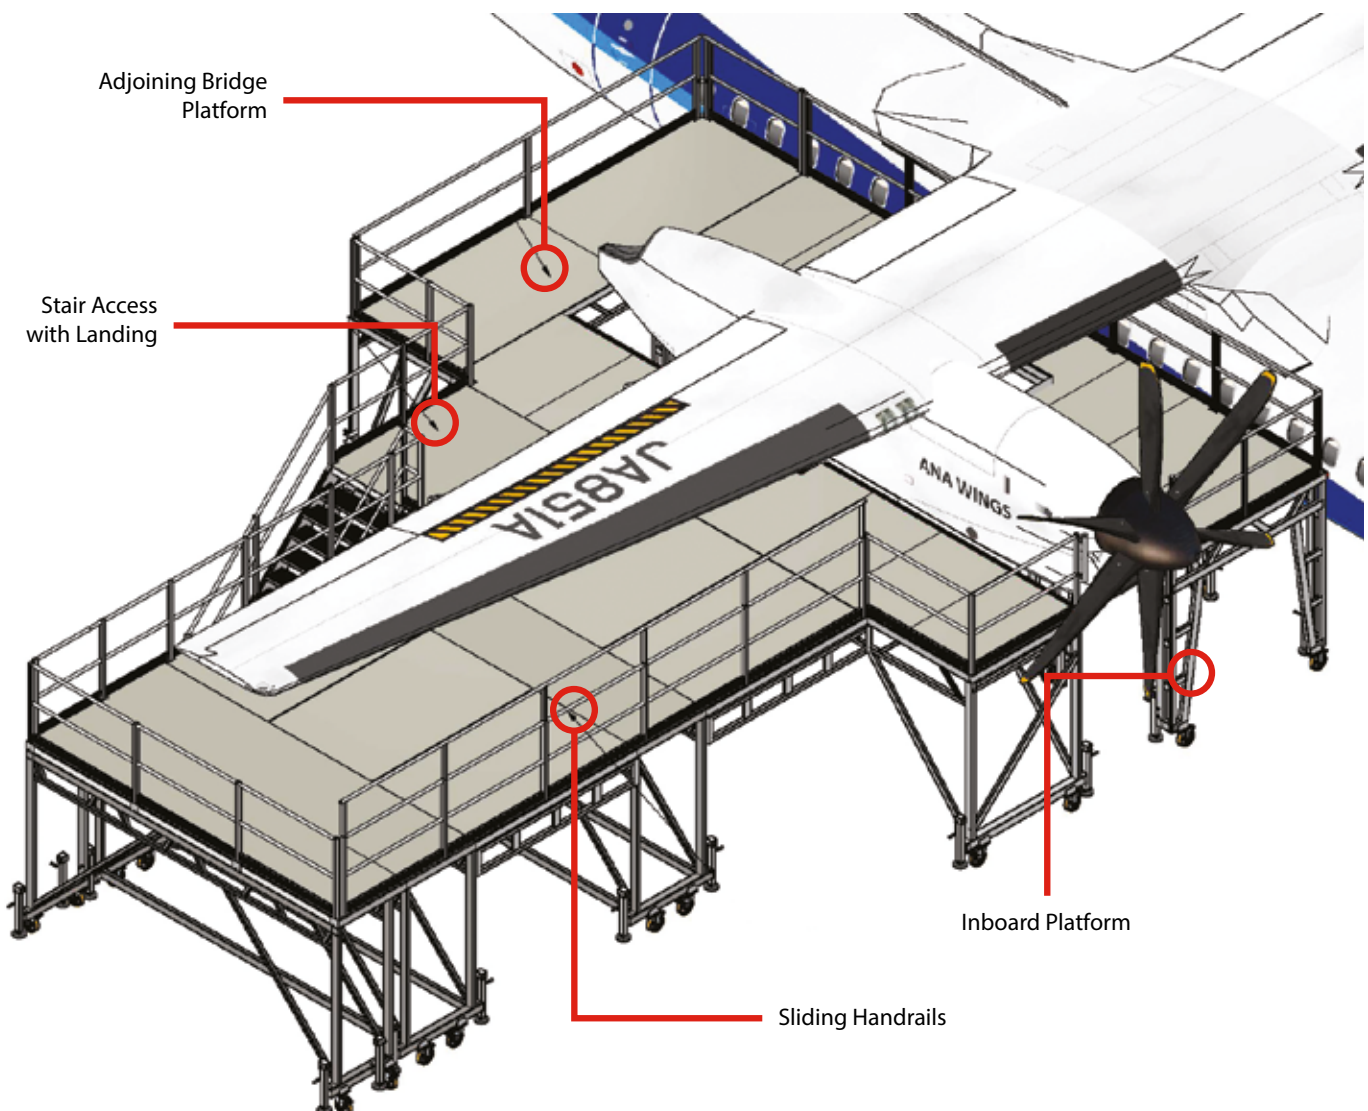 Adjoining Bridge
Platform
Stair Access
with Landing
JA851A
ANA WINGS
Inboard Platform
Sliding Handrails